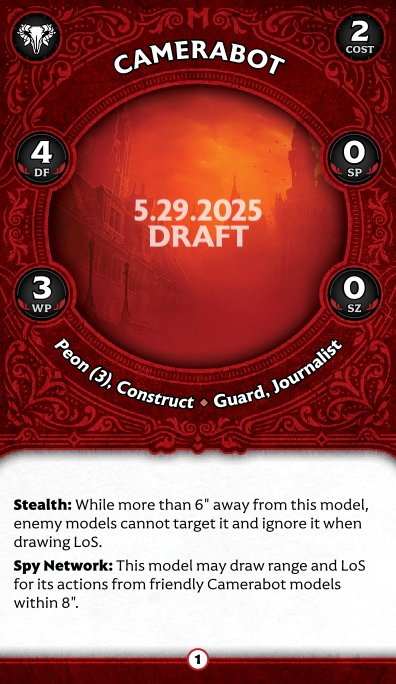 2
COST
CAMERABOT
4
DF
0
SP
5.29.2025
DRAFT
3
WP
0
SZ
Peon (3), Construct ◆ Guard, Journalist
Stealth: While more than 6" away from this model,
enemy models cannot target it and ignore it when
drawing LoS.
Spy Network: This model may draw range and LoS
for its actions from friendly Camerabot models
within 8".
1